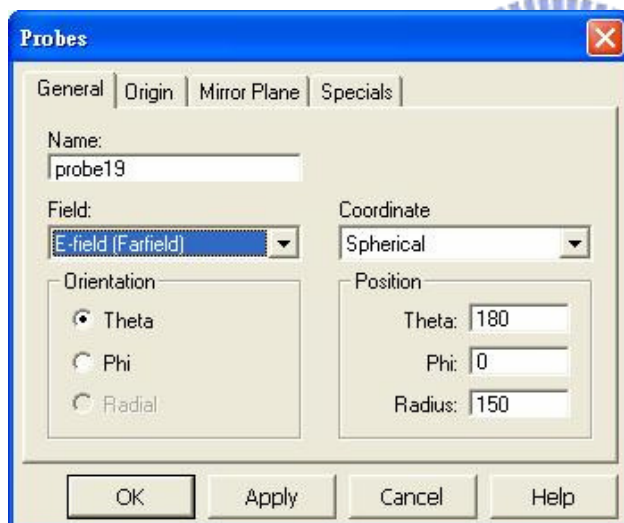 Probes
General Origin Mirror Plane Specials
Name:
probe19
Field:
E-field (Farfield)
Coordinate
Spherical
Orientation
Theta
Phi
Radial
Position
Theta: 180
Phi: 0
Radius: 150
OK Apply Cancel Help